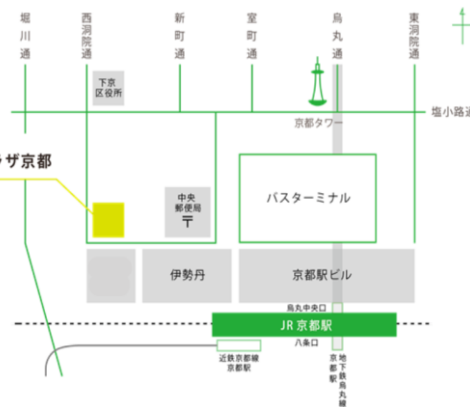 堀川通
西洞院通
新町通
室町通
烏丸通
東洞院通
下京
区役所
塩小路通
京都タワー
ザ京都
中央
郵便局
〒
バスターミナル
伊勢丹
京都駅ビル
烏丸中央口
JR 京都駅
八条口
近鉄京都線
京都駅
地下鉄烏丸線
京都駅